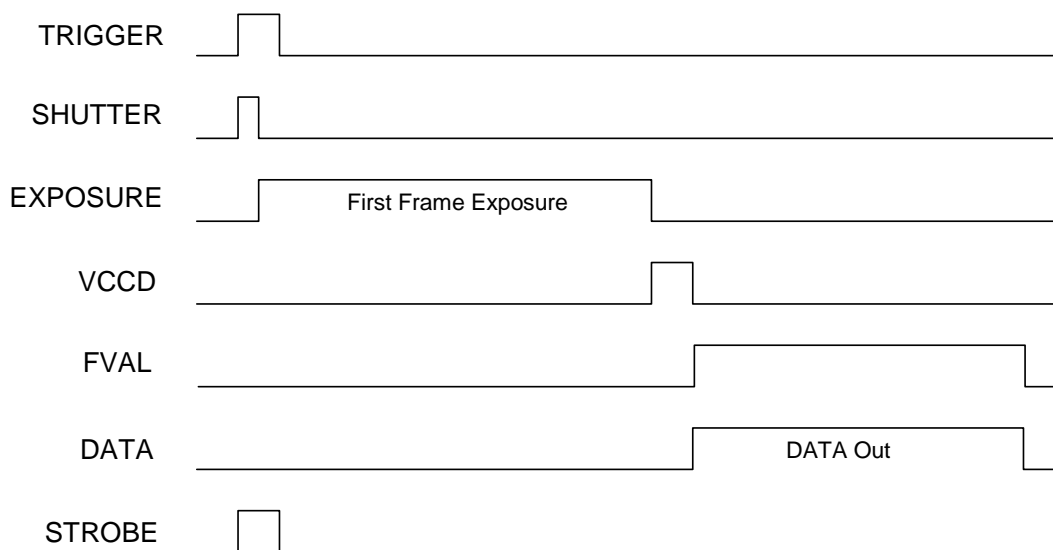 TRIGGER
SHUTTER
EXPOSURE
First Frame Exposure
VCCD
FVAL
DATA
DATA Out
STROBE